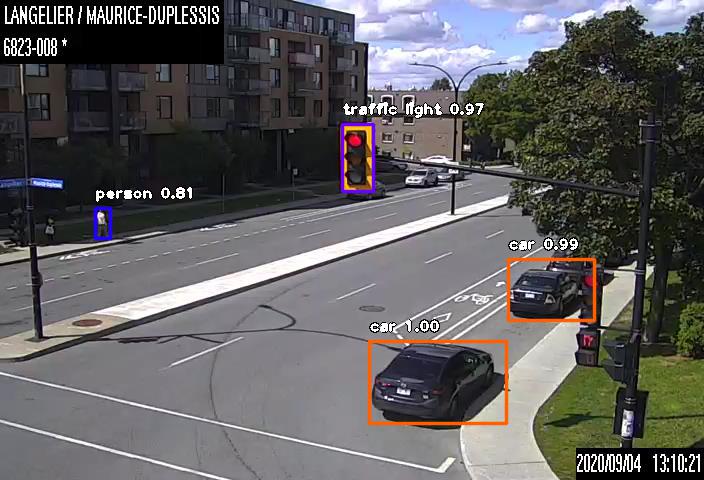 LANGELIER / MAURICE-DUPLESSIS
6823-008 *
traffic light 0.97
person 0.81
car 0.99
car 1.00
2020/09/04 13:10:21